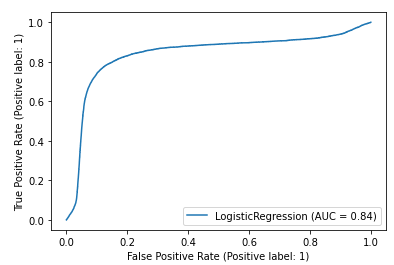 True Positive Rate (Positive label: 1)
1.0
0.8
0.6
0.4
0.2
0.0
LogisticRegression (AUC = 0.84)
0.0 0.2 0.4 0.6 0.8 1.0
False Positive Rate (Positive label: 1)